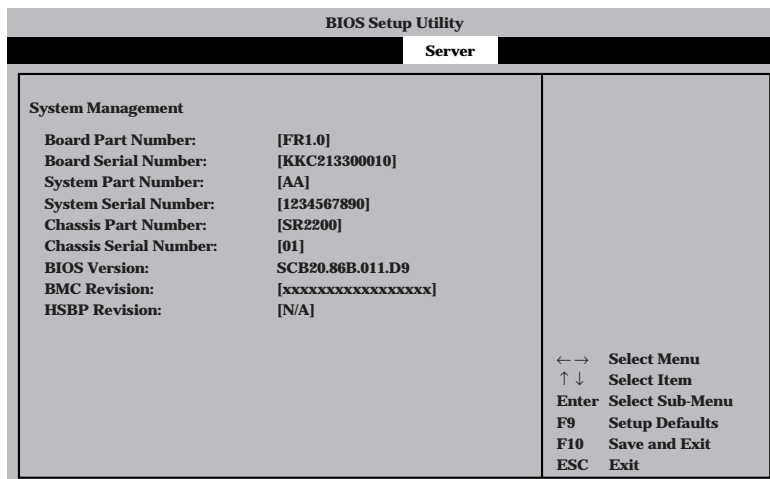 BIOS Setup Utility
Server
System Management
Board Part Number: [FR1.0]
Board Serial Number: [KKC213300010]
System Part Number: [AA]
System Serial Number: [1234567890]
Chassis Part Number: [SR2200]
Chassis Serial Number: [01]
BIOS Version: SCB20.86B.011.D9
BMC Revision: [xxxxxxxxxxxxxxxxx]
HSBP Revision: [N/A]
←→ Select Menu
↑↓ Select Item
Enter Select Sub-Menu
F9 Setup Defaults
F10 Save and Exit
ESC Exit